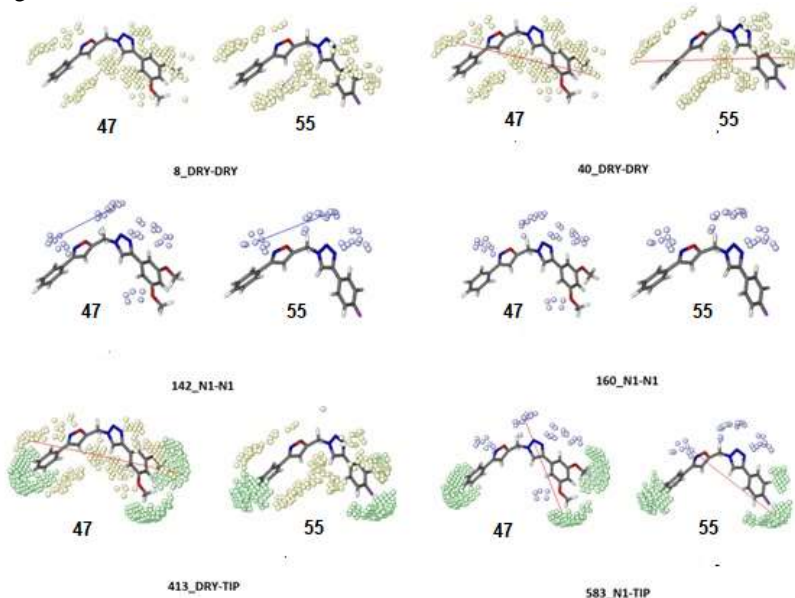 47 55 47 55
8_DRY-DRY 40_DRY-DRY
47 55 47 55
142_N1-N1 160_N1-N1
47 55 47 55
413_DRY-TIP 583_N1-TIP